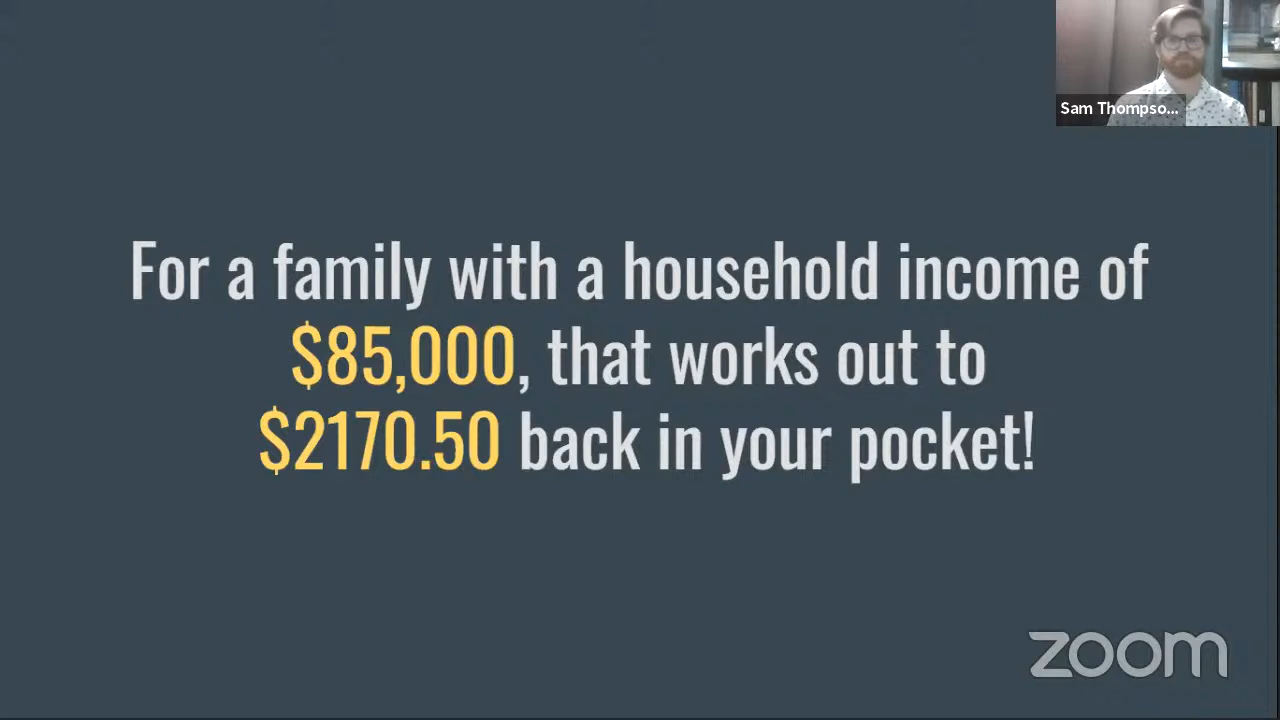 Sam Thompso...
For a family with a household income of
$85,000, that works out to
$2170.50 back in your pocket!
zoom